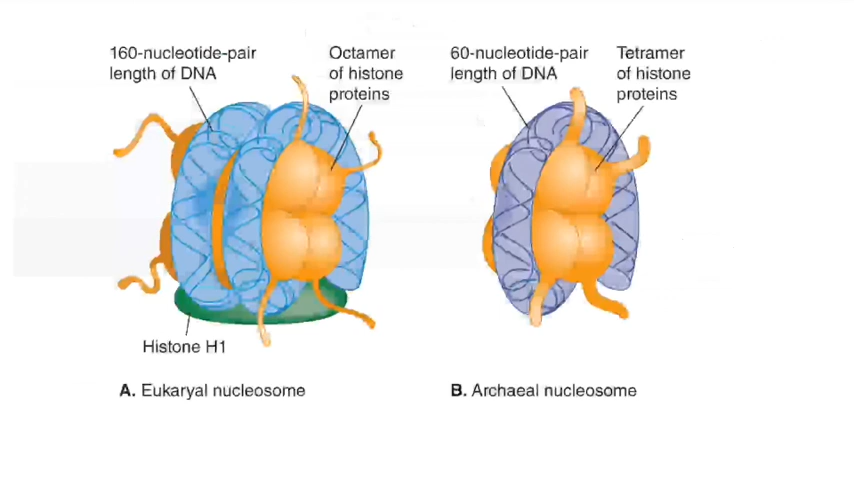 160-nucleotide-pair
length of DNA
Octamer
of histone
proteins
Histone H1
A. Eukaryal nucleosome
60-nucleotide-pair
length of DNA
Tetramer
of histone
proteins
B. Archaeal nucleosome